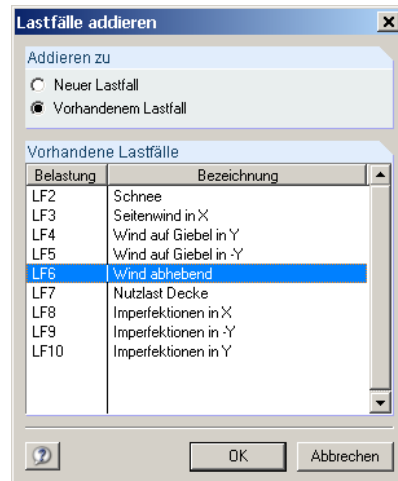 Lastfälle addieren
Addieren zu
Neuer Lastfall
Vorhandenem Lastfall
Vorhandene Lastfälle
Belastung Bezeichnung
LF2 Schnee
LF3 Seitenwind in X
LF4 Wind auf Giebel in Y
LF5 Wind auf Giebel in -Y
LF6 Wind abhebend
LF7 Nutzlast Decke
LF8 Imperfektionen in X
LF9 Imperfektionen in -Y
LF10 Imperfektionen in Y
OK Abbrechen